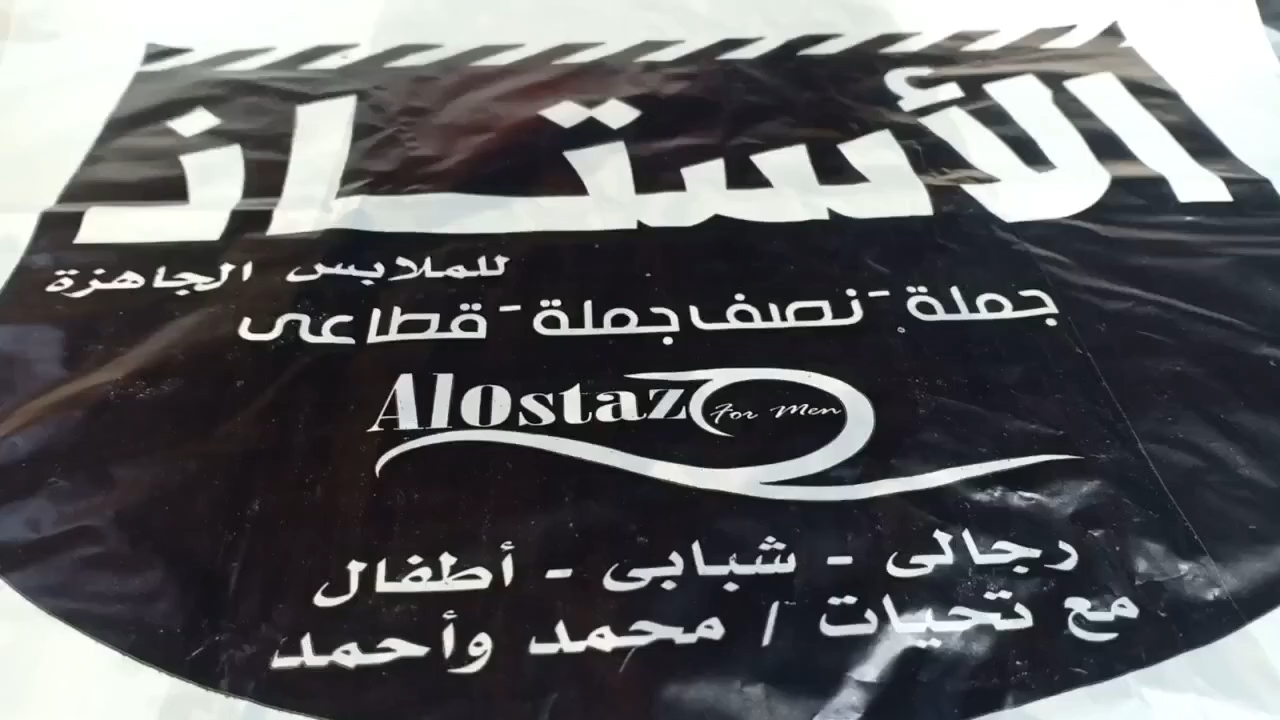 الأستاذ
للملابس الجاهزة
جملة - نصف جملة - قطاعى
Alostaz For Men
رجالى - شبابى - أطفال
مع تحيات / محمد وأحمد